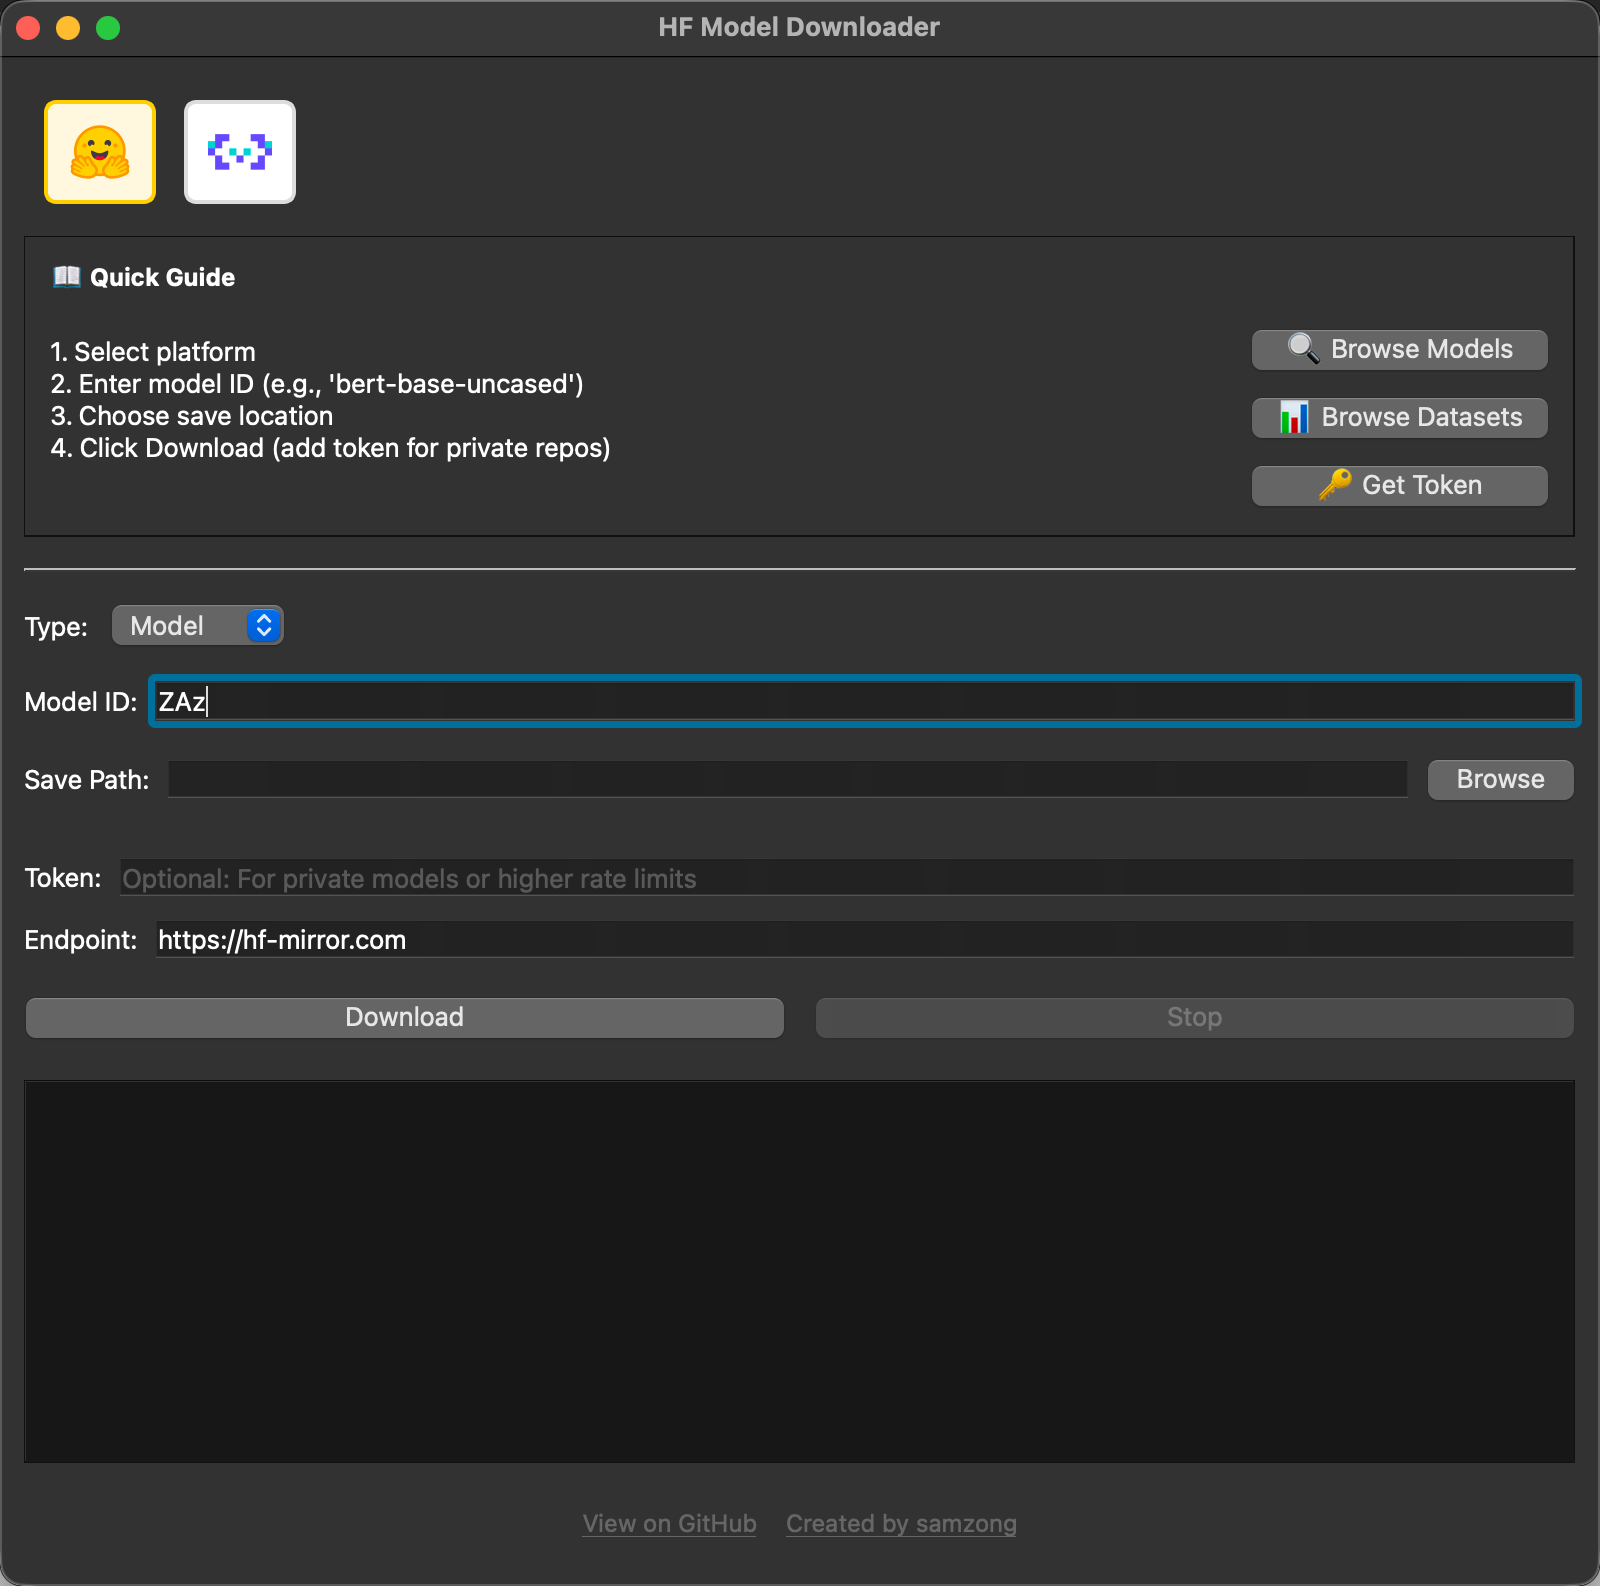 HF Model Downloader
Quick Guide
1. Select platform
2. Enter model ID (e.g., 'bert-base-uncased')
3. Choose save location
4. Click Download (add token for private repos)
Browse Models
Browse Datasets
Get Token
Type: Model
Model ID: ZAz
Save Path: Browse
Token: Optional: For private models or higher rate limits
Endpoint: https://hf-mirror.com
Download Stop
View on GitHub Created by samzong